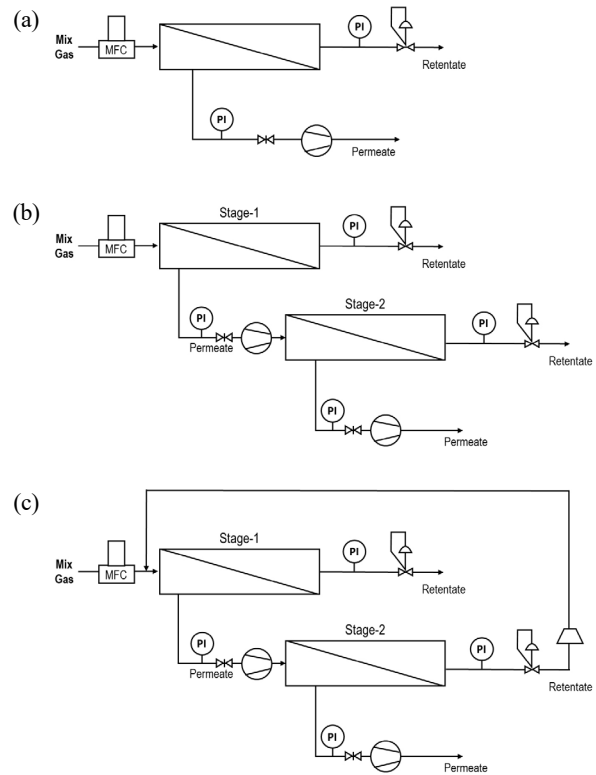 (a)
Mix
Gas
MFC
PI
Retentate
PI
Permeate
(b)
Stage-1
Mix
Gas
MFC
PI
Retentate
Stage-2
PI
Permeate
PI
Retentate
PI
Permeate
(c)
Stage-1
Mix
Gas
MFC
PI
Retentate
Stage-2
PI
Permeate
PI
Retentate
PI
Permeate